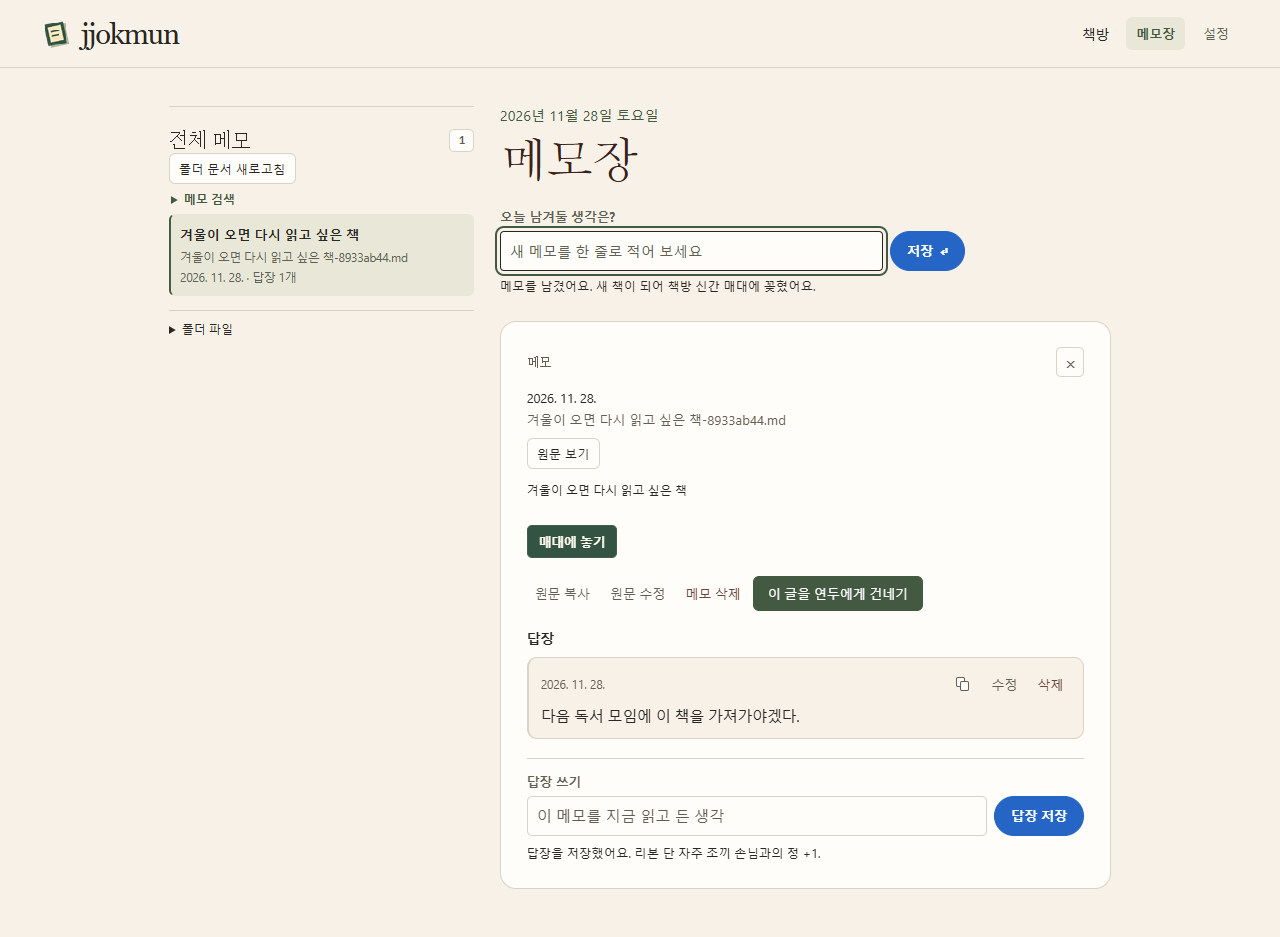 jjokmun
책방
메모장
설정
전체 메모
1
폴더 문서 새로고침
메모 검색
겨울이 오면 다시 읽고 싶은 책
겨울이 오면 다시 읽고 싶은 책-8933ab44.md
2026. 11. 28. · 답장 1개
폴더 파일
2026년 11월 28일 토요일
메모장
오늘 남겨둘 생각은?
새 메모를 한 줄로 적어 보세요
저장
메모를 남겼어요. 새 책이 되어 책방 신간 매대에 꽂혔어요.
메모
×
2026. 11. 28.
겨울이 오면 다시 읽고 싶은 책-8933ab44.md
원문 보기
겨울이 오면 다시 읽고 싶은 책
매대에 놓기
원문 복사
원문 수정
메모 삭제
이 글을 연두에게 건네기
답장
2026. 11. 28.
수정
삭제
다음 독서 모임에 이 책을 가져가야겠다.
답장 쓰기
이 메모를 지금 읽고 든 생각
답장 저장
답장을 저장했어요. 리본 단 자주 조끼 손님과의 정 +1.